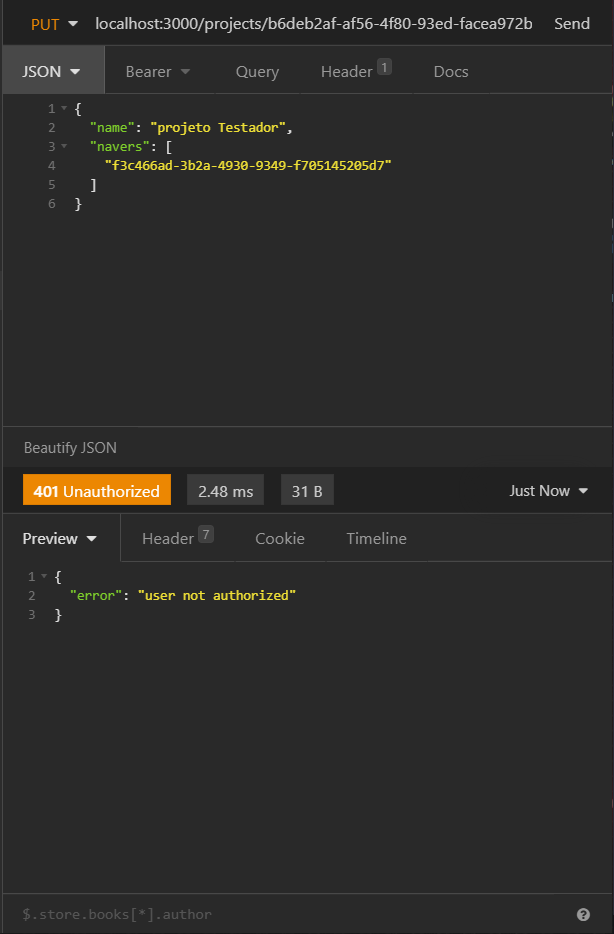 PUT localhost:3000/projects/b6deb2af-af56-4f80-93ed-facea972b Send
JSON Bearer Query Header 1 Docs
1 {
2 "name": "projeto Testador",
3 "navers": [
4 "f3c466ad-3b2a-4930-9349-f705145205d7"
5 ]
6 }
Beautify JSON
401 Unauthorized 2.48 ms 31 B Just Now
Preview Header 7 Cookie Timeline
1 {
2 "error": "user not authorized"
3 }
$.store.books[*].author ?